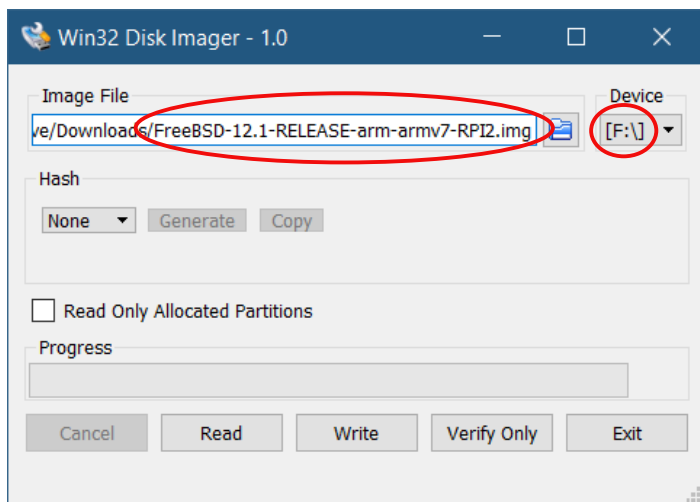 Win32 Disk Imager - 1.0
Image File
Device
ve/Downloads/FreeBSD-12.1-RELEASE-arm-armv7-RPI2.img
[F:\]
Hash
None
Generate
Copy
Read Only Allocated Partitions
Progress
Cancel
Read
Write
Verify Only
Exit